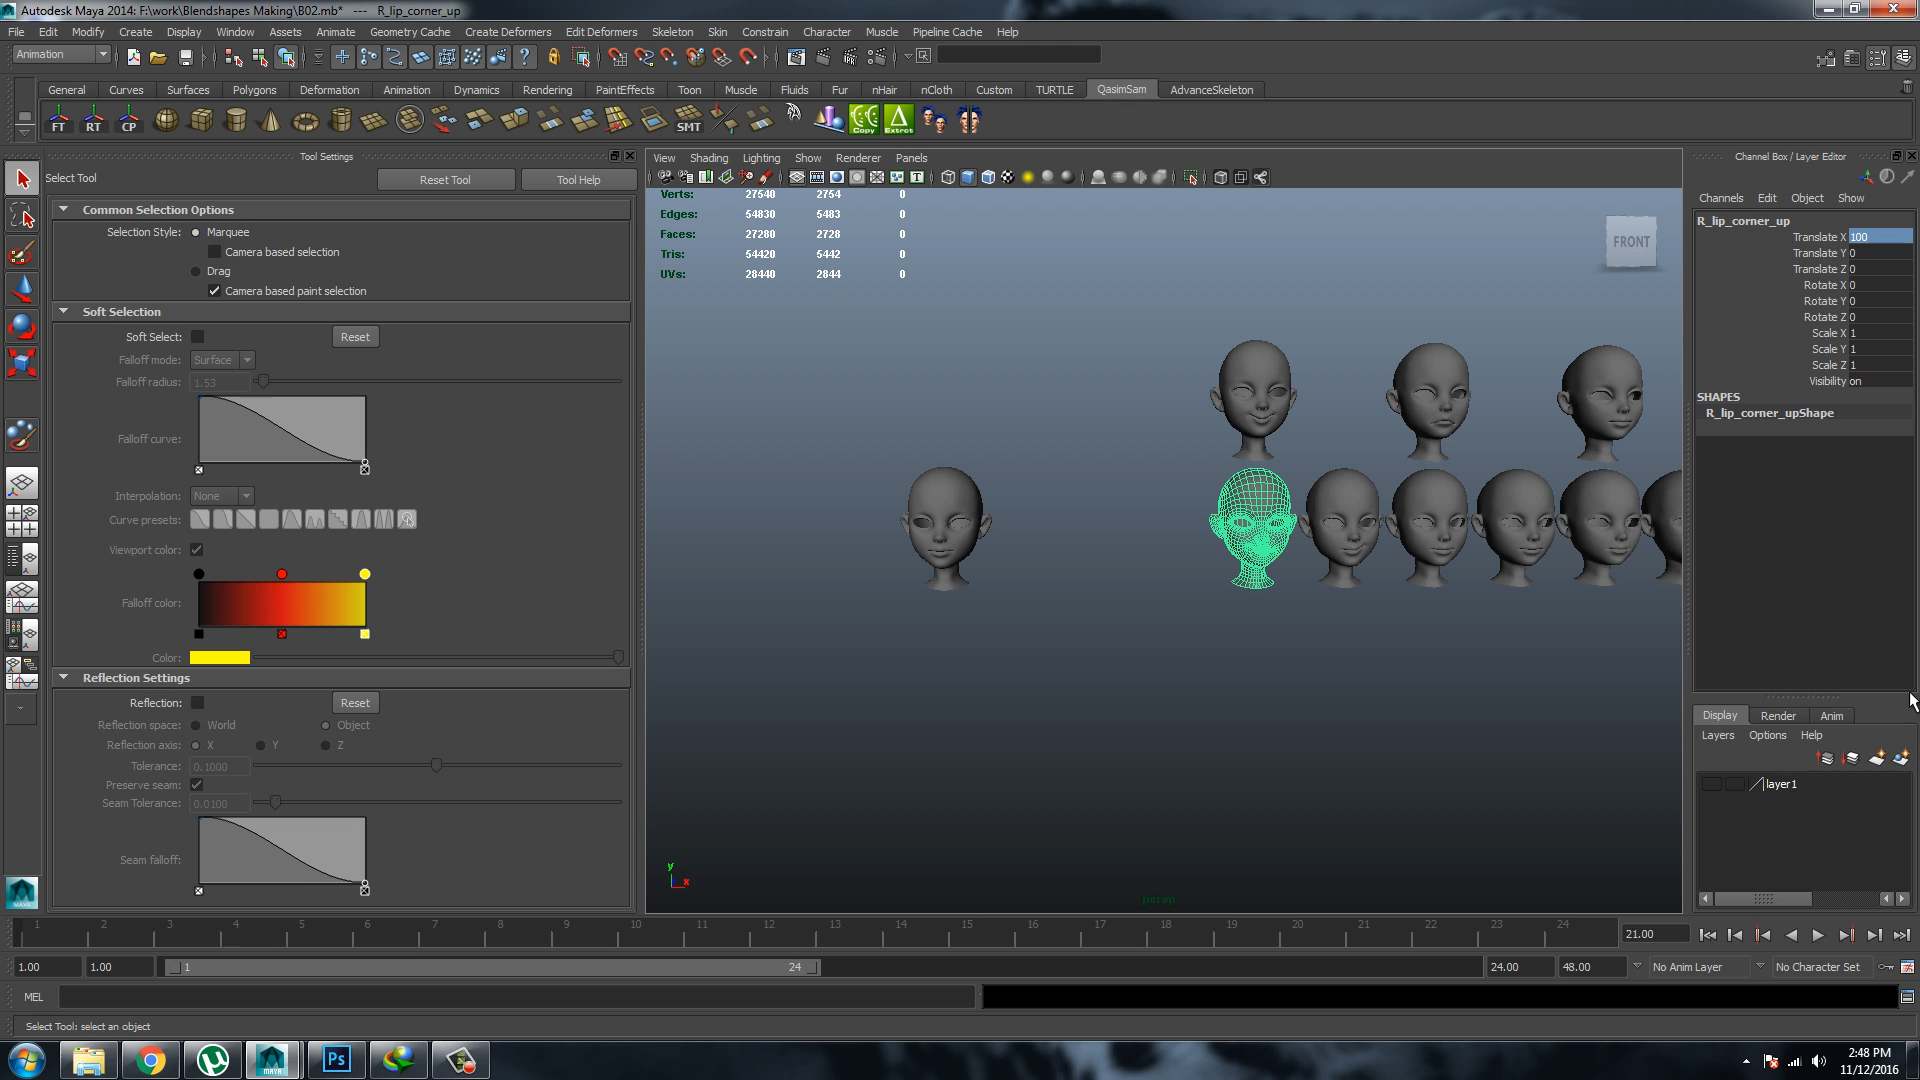 Autodesk Maya 2014: F:\work\Blendshapes Making\B02.mb* --- R_lip_corner_up
File Edit Modify Create Display Window Assets Animate Geometry Cache Create Deformers Edit Deformers Skeleton Skin Constrain Character Muscle Pipeline Cache Help
Animation
General Curves Surfaces Polygons Deformation Animation Dynamics Rendering PaintEffects Toon Muscle Fluids Fur nHair nCloth Custom TURTLE QasimSam AdvanceSkeleton
FT RT CP SMT Copy Extrct
Tool Settings
Select Tool Reset Tool Tool Help
Common Selection Options
Selection Style: Marquee
Camera based selection
Drag
Camera based paint selection
Soft Selection
Soft Select: Reset
Falloff mode: Surface
Falloff radius: 1.53
Falloff curve:
Interpolation: None
Curve presets:
Viewport color:
Falloff color:
Color:
Reflection Settings
Reflection: Reset
Reflection space: World Object
Reflection axis: X Y Z
Tolerance: 0.1000
Preserve seam:
Seam Tolerance: 0.0100
Seam falloff:
MAYA
View Shading Lighting Show Renderer Panels
Verts: 27540 2754 0
Edges: 54830 5483 0
Faces: 27280 2728 0
Tris: 54420 5442 0
UVs: 28440 2844 0
FRONT
y
x
persp
Channel Box / Layer Editor
Channels Edit Object Show
R_lip_corner_up
Translate X 100
Translate Y 0
Translate Z 0
Rotate X 0
Rotate Y 0
Rotate Z 0
Scale X 1
Scale Y 1
Scale Z 1
Visibility on
SHAPES
R_lip_corner_upShape
Display Render Anim
Layers Options Help
layer1
1 2 3 4 5 6 7 8 9 10 11 12 13 14 15 16 17 18 19 20 21 22 23 24 21.00
1.00 1.00 1 24 24.00 48.00 No Anim Layer No Character Set
MEL
Select Tool: select an object
MAYA Ps
2:48 PM
11/12/2016